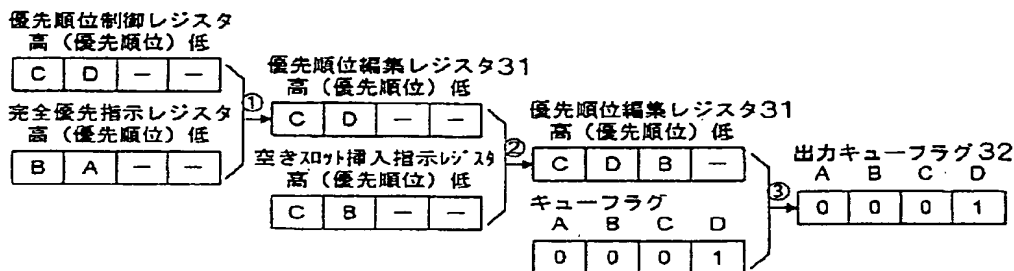 優先順位制御レジスタ
高（優先順位）低
C D － －
完全優先指示レジスタ
高（優先順位）低
B A － －
①
優先順位編集レジスタ31
高（優先順位）低
C D － －
空きスロット挿入指示レジスタ
高（優先順位）低
C B － －
②
優先順位編集レジスタ31
高（優先順位）低
C D B －
キューフラグ
A B C D
0 0 0 1
③
出力キューフラグ32
A B C D
0 0 0 1